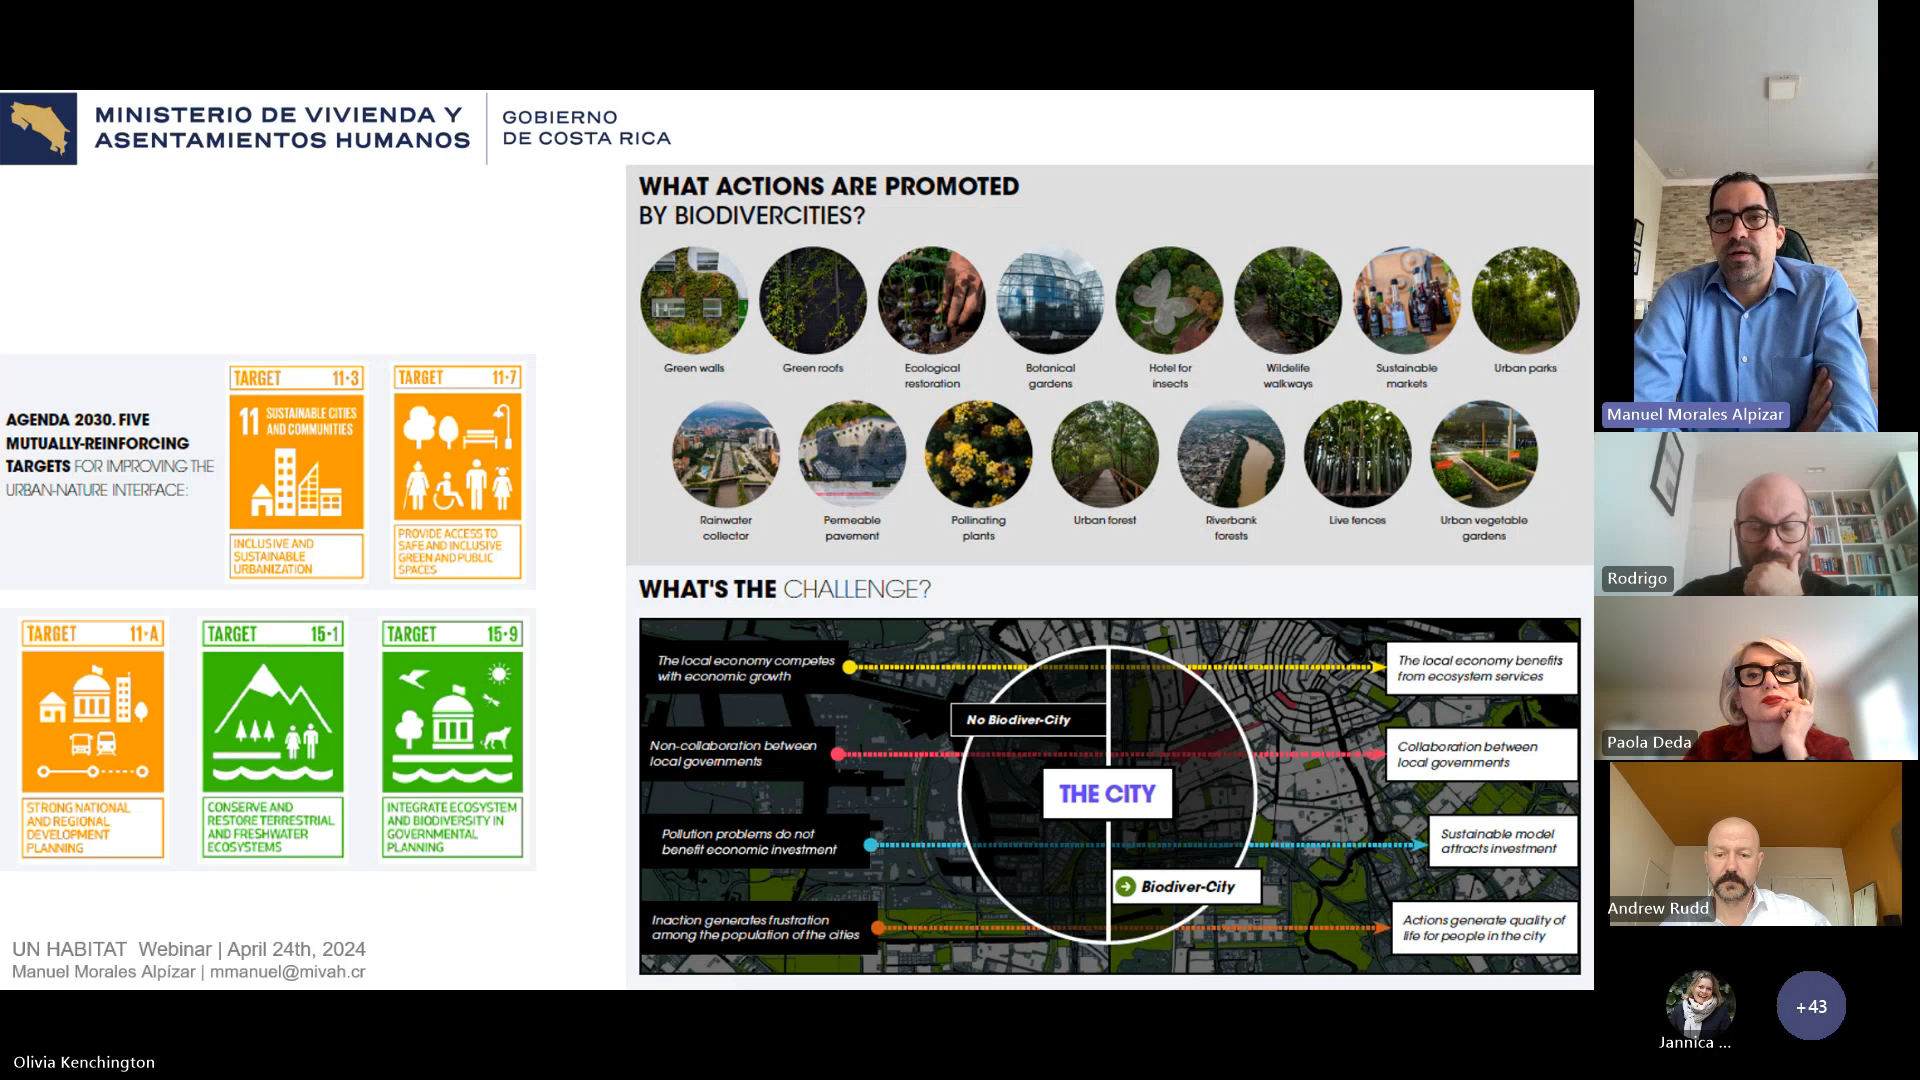 MINISTERIO DE VIVIENDA Y
ASENTAMIENTOS HUMANOS
GOBIERNO
DE COSTA RICA
AGENDA 2030. FIVE
MUTUALLY-REINFORCING
TARGETS FOR IMPROVING THE
URBAN-NATURE INTERFACE:
TARGET 11·3
11 SUSTAINABLE CITIES
AND COMMUNITIES
INCLUSIVE AND
SUSTAINABLE
URBANIZATION
TARGET 11·7
PROVIDE ACCESS TO
SAFE AND INCLUSIVE
GREEN AND PUBLIC
SPACES
TARGET 11·A
STRONG NATIONAL
AND REGIONAL
DEVELOPMENT
PLANNING
TARGET 15·1
CONSERVE AND
RESTORE TERRESTRIAL
AND FRESHWATER
ECOSYSTEMS
TARGET 15·9
INTEGRATE ECOSYSTEM
AND BIODIVERSITY IN
GOVERNMENTAL
PLANNING
UN HABITAT Webinar | April 24th, 2024
Manuel Morales Alpízar | mmanuel@mivah.cr
WHAT ACTIONS ARE PROMOTED
BY BIODIVERCITIES?
Green walls
Green roofs
Ecological
restoration
Botanical
gardens
Hotel for
insects
Wildelife
walkways
Sustainable
markets
Urban parks
Rainwater
collector
Permeable
pavement
Pollinating
plants
Urban forest
Riverbank
forests
Live fences
Urban vegetable
gardens
WHAT'S THE CHALLENGE?
The local economy competes
with economic growth
The local economy benefits
from ecosystem services
No Biodiver-City
Non-collaboration between
local governments
Collaboration between
local governments
THE CITY
Pollution problems do not
benefit economic investment
Sustainable model
attracts investment
Biodiver-City
Inaction generates frustration
among the population of the cities
Actions generate quality of
life for people in the city
Manuel Morales Alpizar
Rodrigo
Paola Deda
Andrew Rudd
Jannica ...
+43
Olivia Kenchington